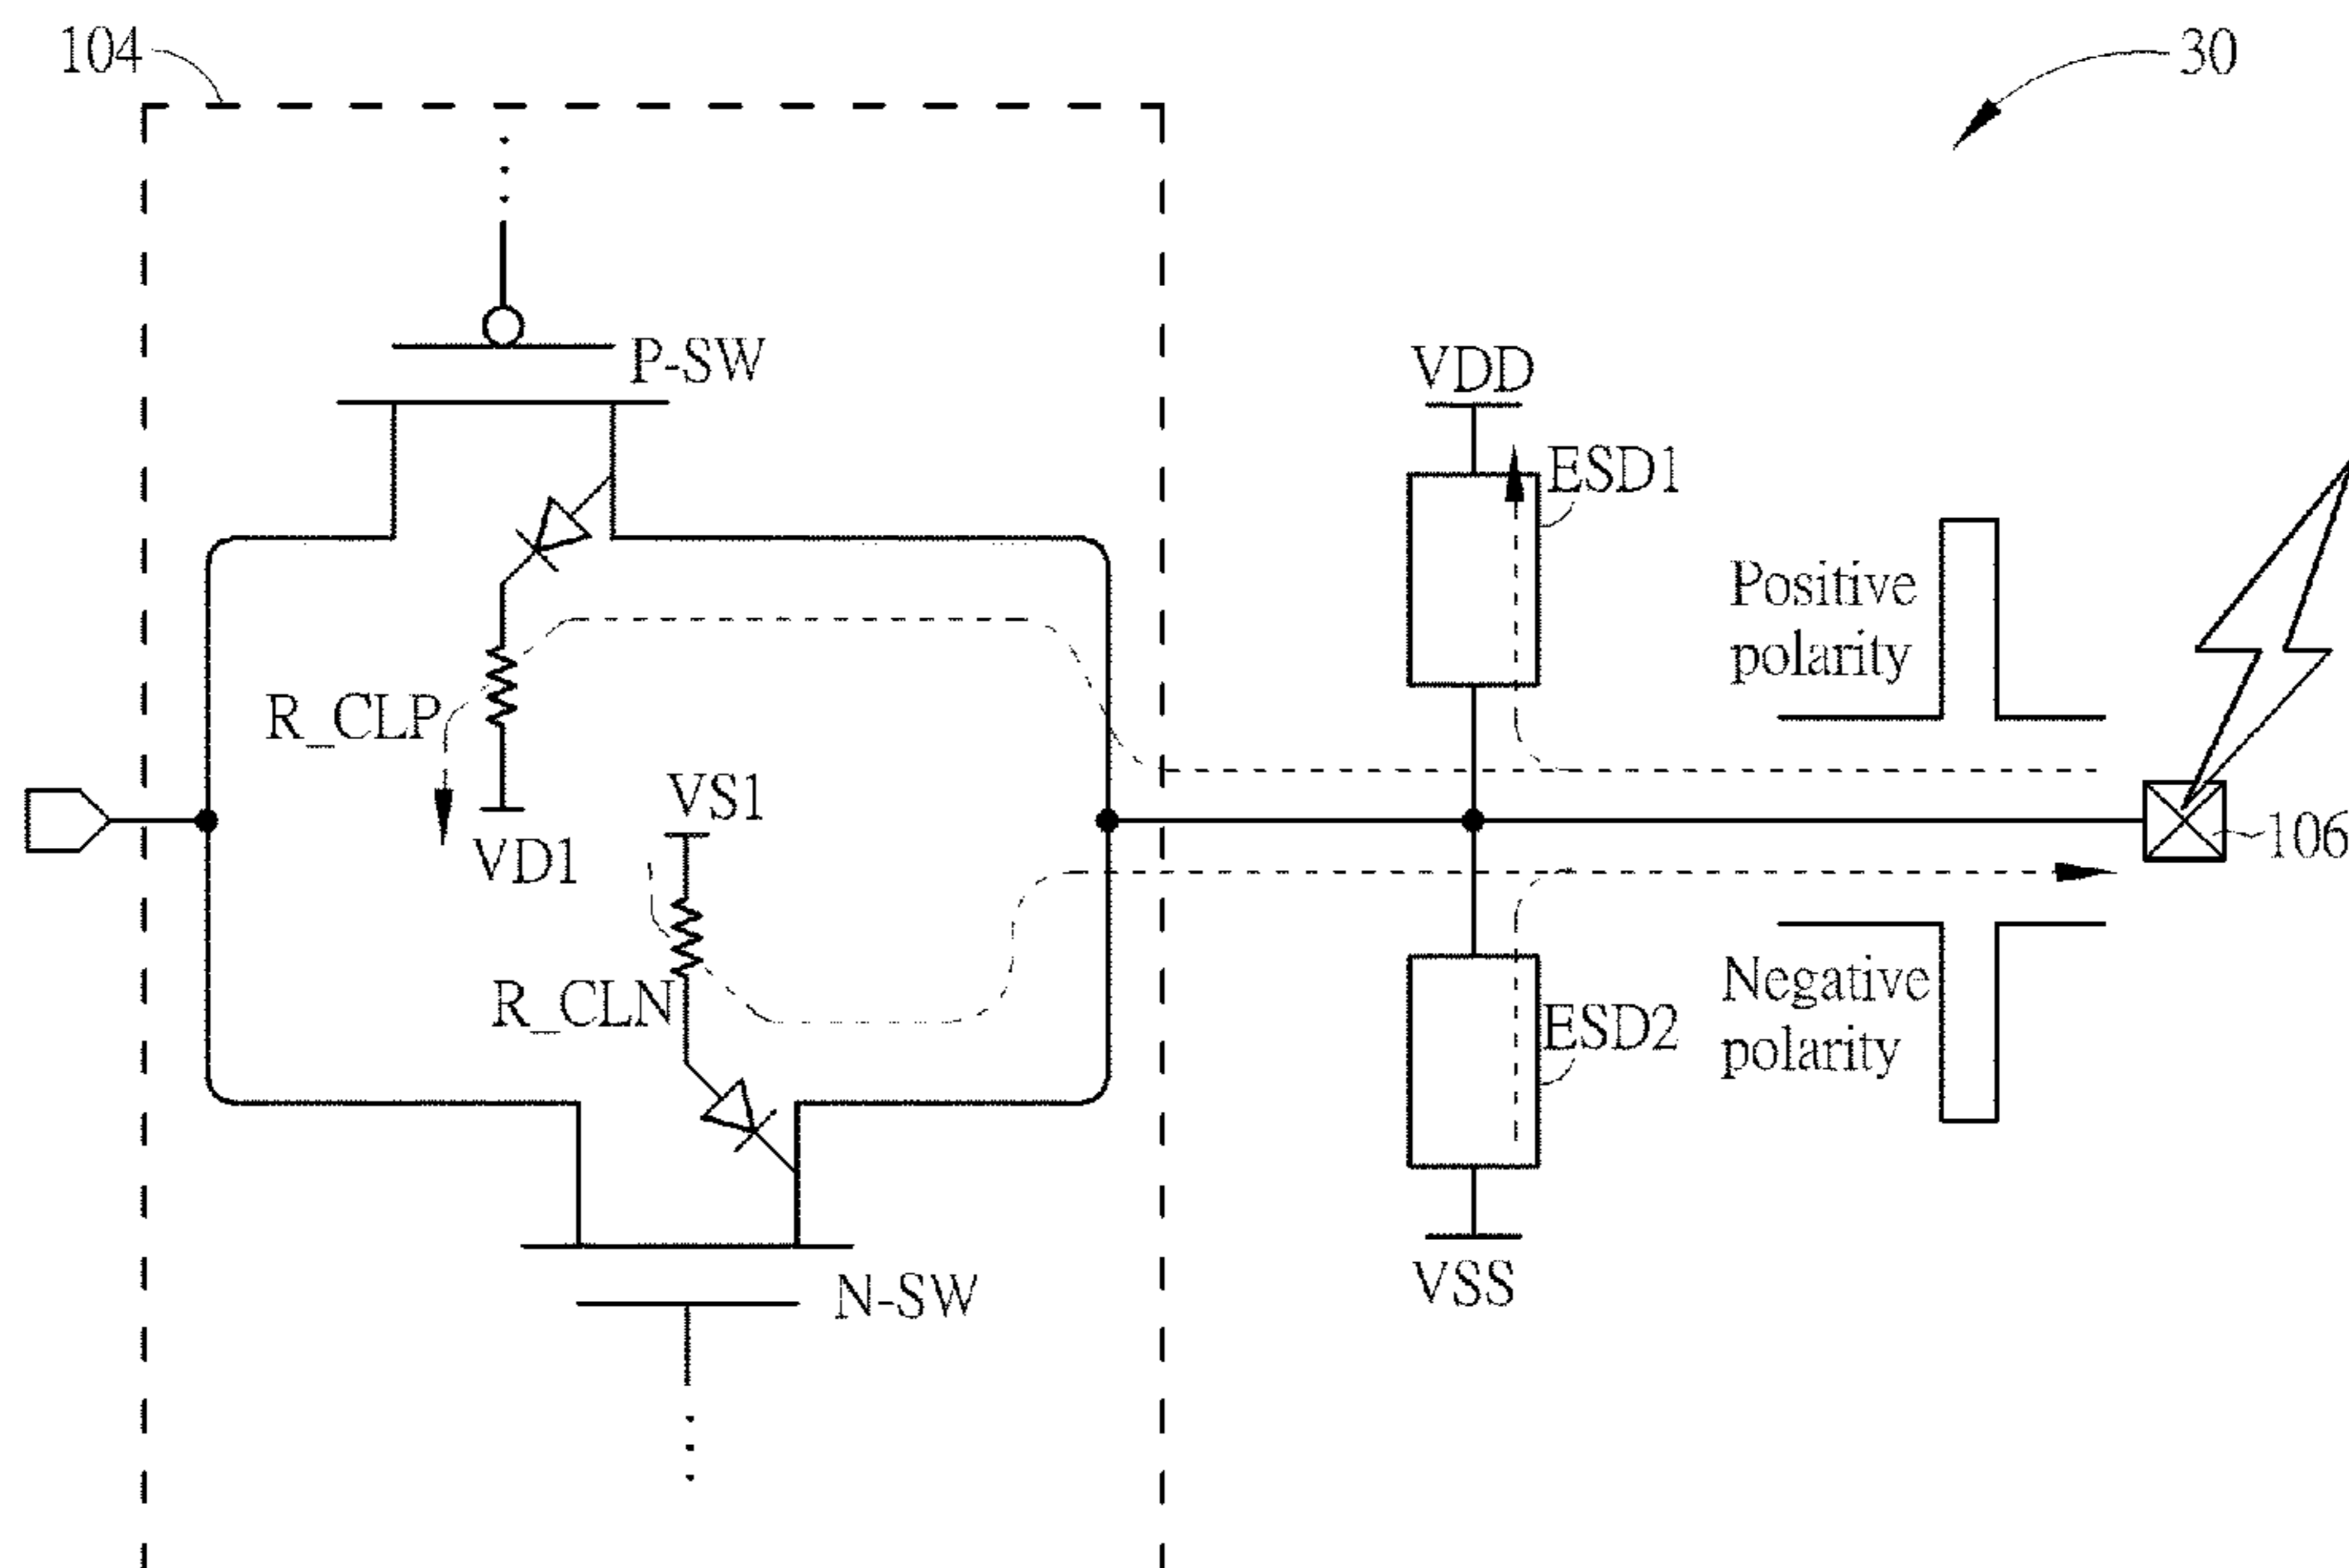 104
30
P-SW
VDD
ESD1
Positive
polarity
R_CLP
VS1
VD1
106
R_CLN
Negative
polarity
ESD2
N-SW
VSS